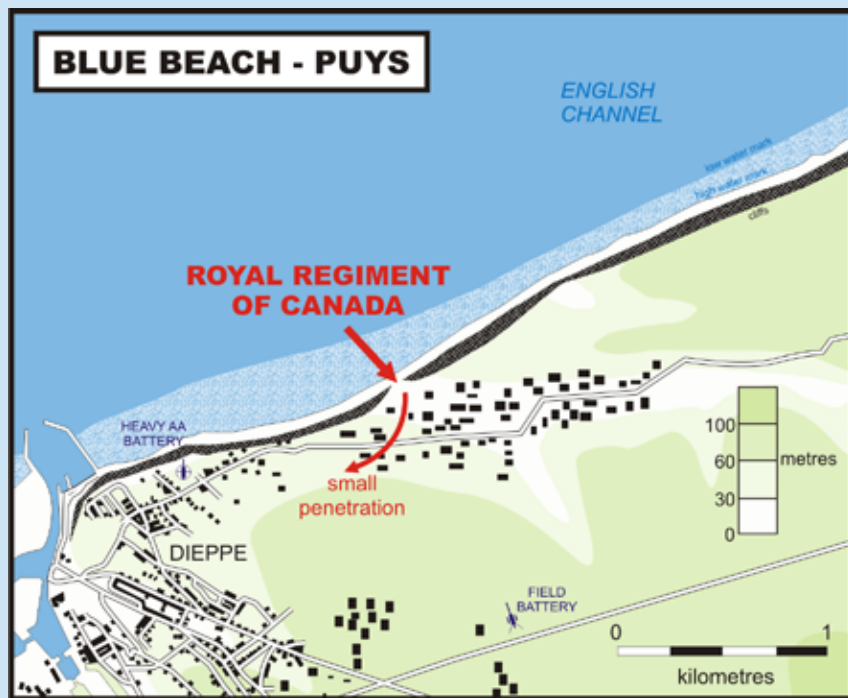 BLUE BEACH - PUYS
ENGLISH
CHANNEL
low water mark
high water mark
cliffs
ROYAL REGIMENT
OF CANADA
HEAVY AA
BATTERY
small
penetration
100
60
30
0
metres
DIEPPE
FIELD
BATTERY
0
1
kilometres